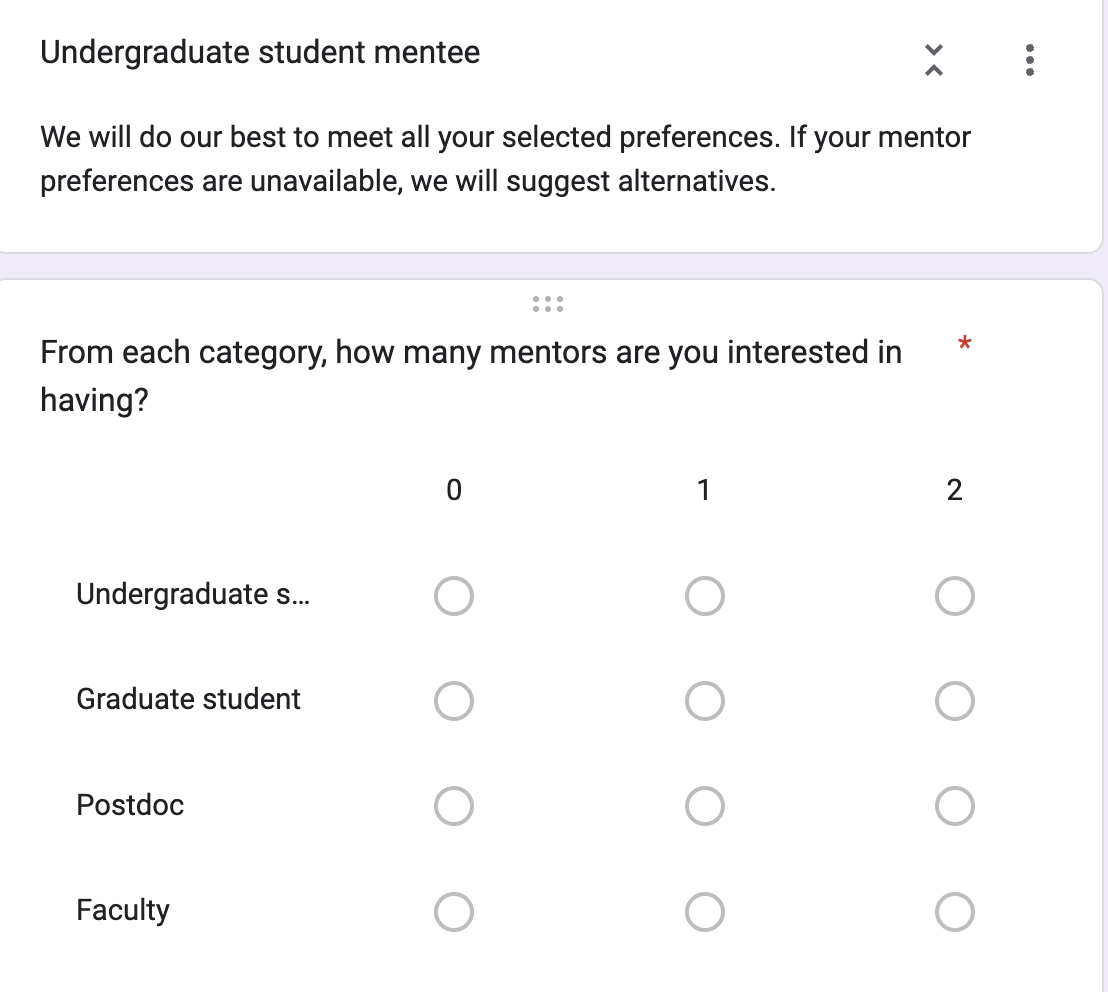 Undergraduate student mentee
We will do our best to meet all your selected preferences. If your mentor
preferences are unavailable, we will suggest alternatives.
From each category, how many mentors are you interested in *
having?
0 1 2
Undergraduate s...
Graduate student
Postdoc
Faculty